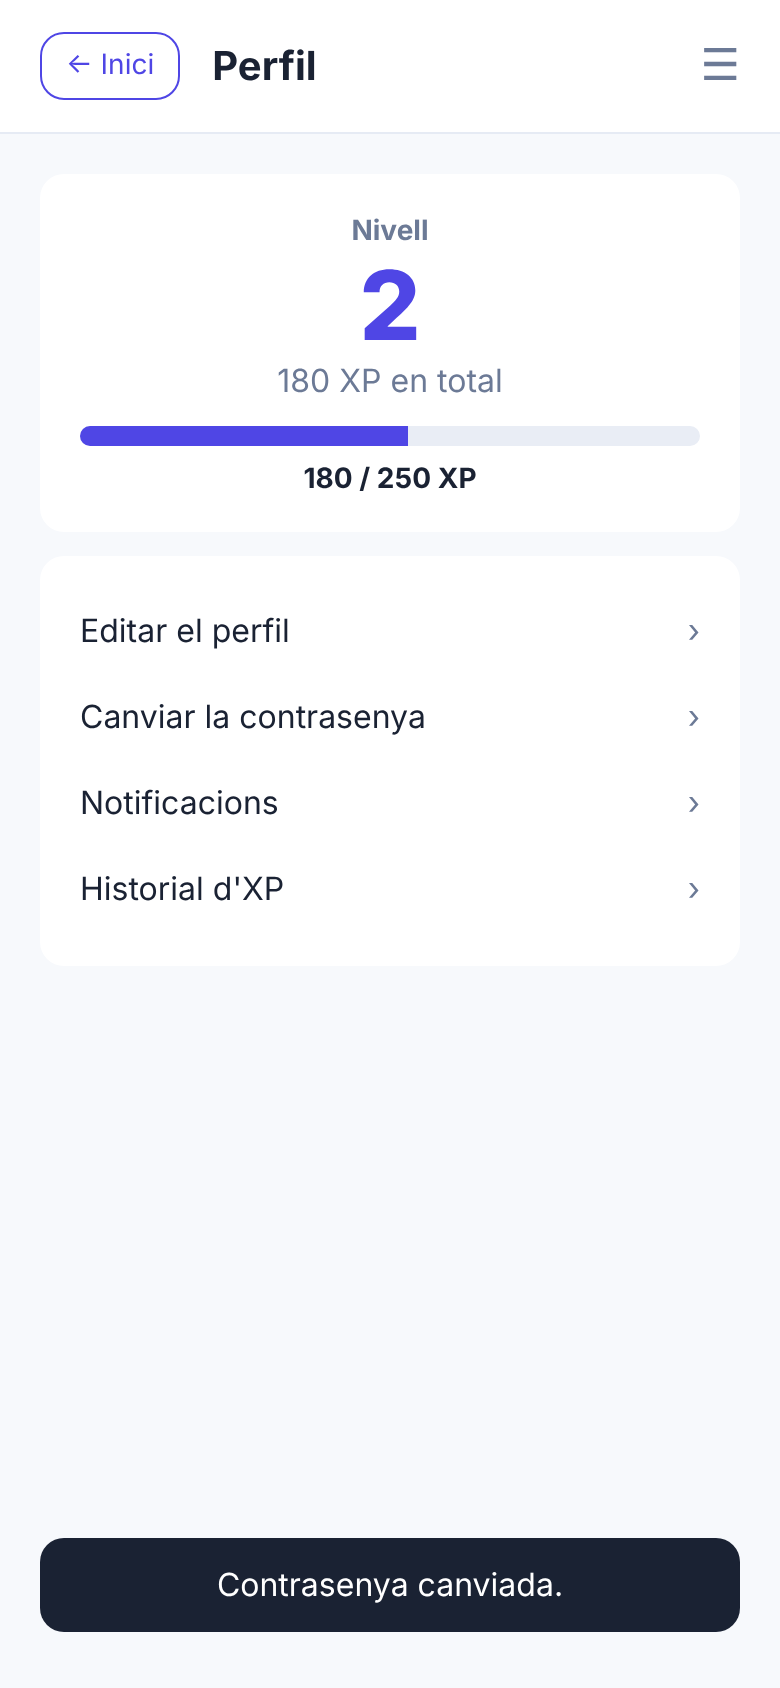 ← Inici
Perfil
☰
Nivell
2
180 XP en total
180 / 250 XP
Editar el perfil ›
Canviar la contrasenya ›
Notificacions ›
Historial d'XP ›
Contrasenya canviada.